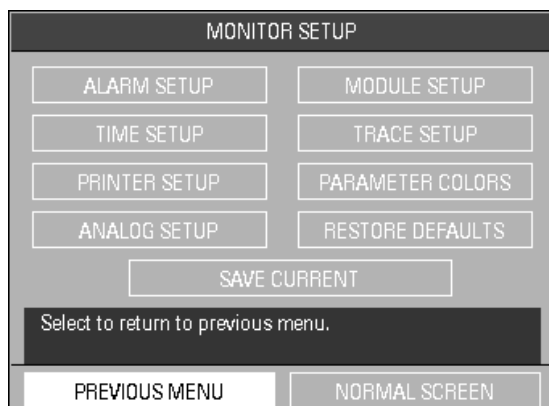 MONITOR SETUP
ALARM SETUP
MODULE SETUP
TIME SETUP
TRACE SETUP
PRINTER SETUP
PARAMETER COLORS
ANALOG SETUP
RESTORE DEFAULTS
SAVE CURRENT
Select to return to previous menu.
PREVIOUS MENU
NORMAL SCREEN